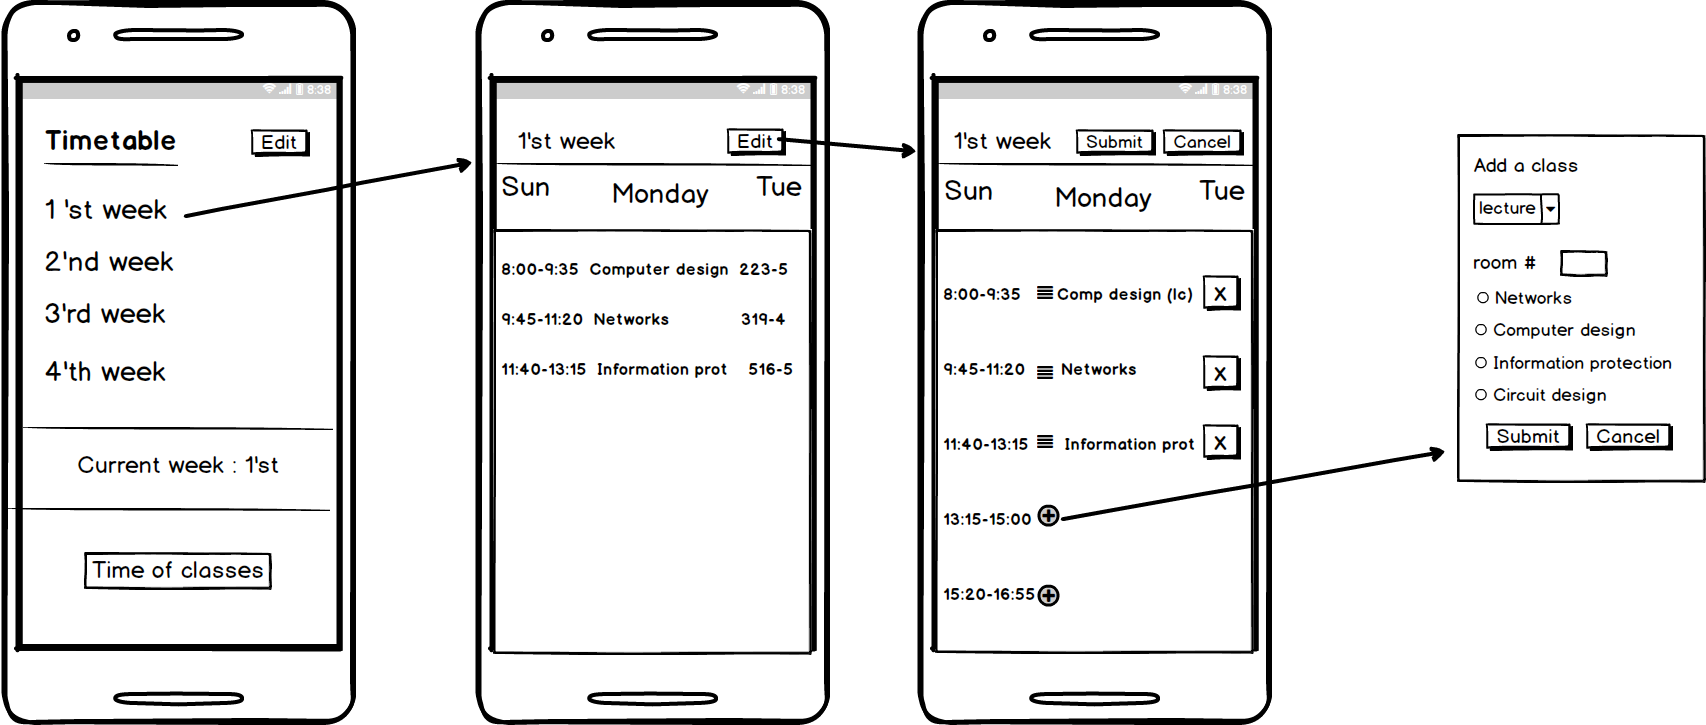 8:38
Timetable Edit
1'st week
2'nd week
3'rd week
4'th week
Current week : 1'st
Time of classes
8:38
1'st week Edit
Sun Monday Tue
8:00-9:35 Computer design 223-5
9:45-11:20 Networks 319-4
11:40-13:15 Information prot 516-5
8:38
1'st week Submit Cancel
Sun Monday Tue
8:00-9:35 Comp design (lc) X
9:45-11:20 Networks X
11:40-13:15 Information prot X
13:15-15:00
15:20-16:55
Add a class
lecture
room #
Networks
Computer design
Information protection
Circuit design
Submit Cancel